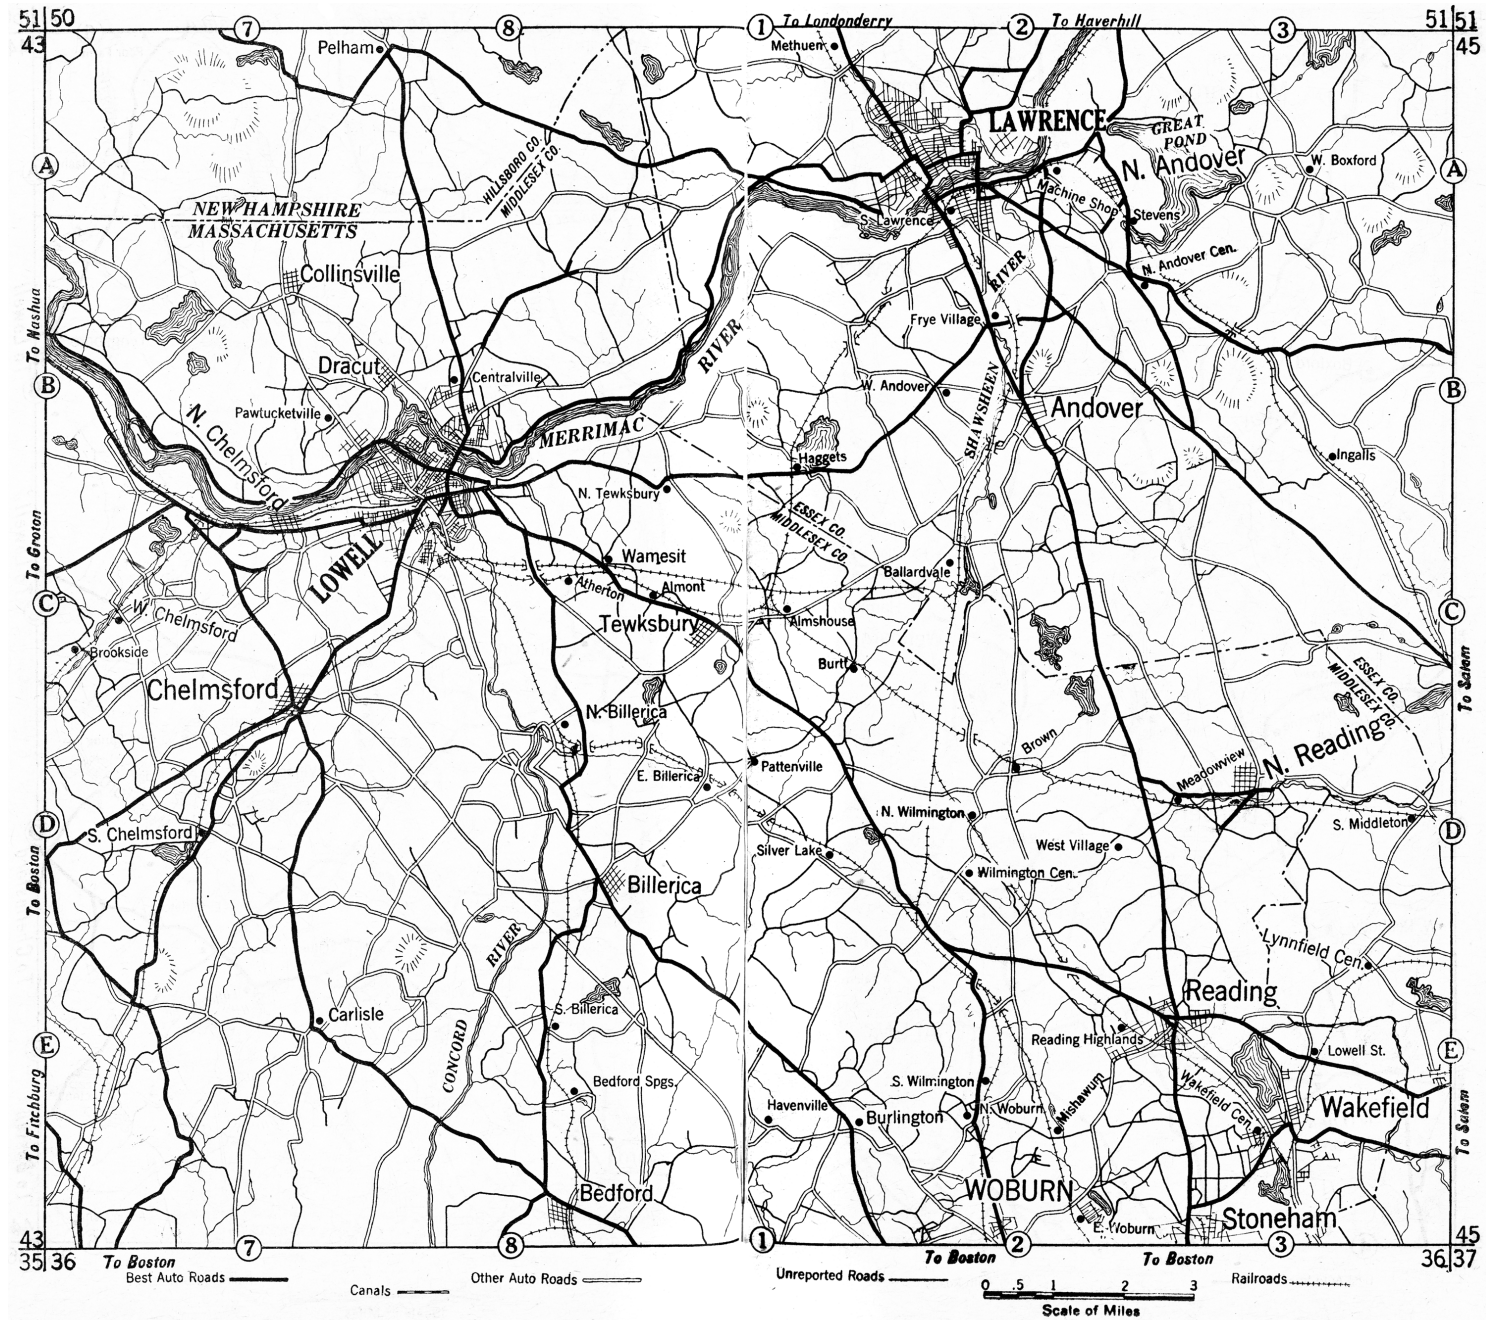 51 50
7
8
1
To Londonderry
2
To Haverhill
3
51 51
43
45
Pelham
Methuen
LAWRENCE
GREAT
POND
N. Andover
W. Boxford
A
A
HILLSBORO CO.
MIDDLESEX CO.
Machine Shop
NEW HAMPSHIRE
MASSACHUSETTS
S. Lawrence
Stevens
Collinsville
RIVER
N. Andover Cen.
To Nashua
Frye Village
RIVER
Dracut
Centralville
W. Andover
B
B
Pawtucketville
N. Chelmsford
MERRIMAC
SHAWSHEEN
Andover
Haggets
Ingalls
N. Tewksbury
ESSEX CO.
MIDDLESEX CO.
To Groton
LOWELL
Wamesit
Ballardvale
Atherton
Almont
C
C
W. Chelmsford
Tewksbury
Almshouse
Brookside
Burtt
ESSEX CO.
MIDDLESEX CO.
To Salem
Chelmsford
N. Billerica
Brown
N. Reading
E. Billerica
Pattenville
Meadowview
D
D
S. Chelmsford
N. Wilmington
S. Middleton
Silver Lake
West Village
To Boston
Billerica
Wilmington Cen.
RIVER
Lynnfield Cen.
Reading
Carlisle
S. Billerica
Reading Highlands
Lowell St.
E
E
CONCORD
Bedford Spgs.
S. Wilmington
Mishawum
Wakefield Cen.
Wakefield
To Fitchburg
Havenville
Burlington
N. Woburn
To Salem
Bedford
WOBURN
E. Woburn
Stoneham
43
45
35 36
7
8
1
2
3
36 37
To Boston
To Boston
To Boston
Best Auto Roads
Other Auto Roads
Unreported Roads
Railroads
Canals
0 .5 1 2 3
Scale of Miles